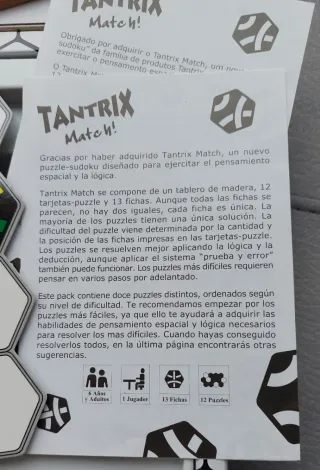 TANTRIX
Match!
Obrigado por adquirir o Tantrix Match, um novo
sudoku" da família de produtos Tantrix
exercitar o pensamento
O Tantrix
TANTRIX
Match!
Gracias por haber adquirido Tantrix Match, un nuevo
puzzle-sudoku diseñado para ejercitar el pensamiento
espacial y la lógica.
Tantrix Match se compone de un tablero de madera, 12
tarjetas-puzzle y 13 fichas. Aunque todas las fichas se
parecen, no hay dos iguales, cada ficha es única. La
mayoría de los puzzles tienen una única solución. La
dificultad del puzzle viene determinada por la cantidad y
la posición de las fichas impresas en las tarjetas-puzzle.
Los puzzles se resuelven mejor aplicando la lógica y la
deducción, aunque aplicar el sistema "prueba y error"
también puede funcionar. Los puzzles más difíciles requieren
pensar en varios pasos por adelantado.
Este pack contiene doce puzzles distintos, ordenados según
su nivel de dificultad. Te recomendamos empezar por los
puzzles más fáciles, ya que ello te ayudará a adquirir las
habilidades de pensamiento espacial y lógica necesarios
para resolver los mas difíciles. Cuando hayas conseguido
resolverlos todos, en la última página encontrarás otras
sugerencias.
6 Años
y Adultos
1 Jugador
13 Fichas
12 Puzzles